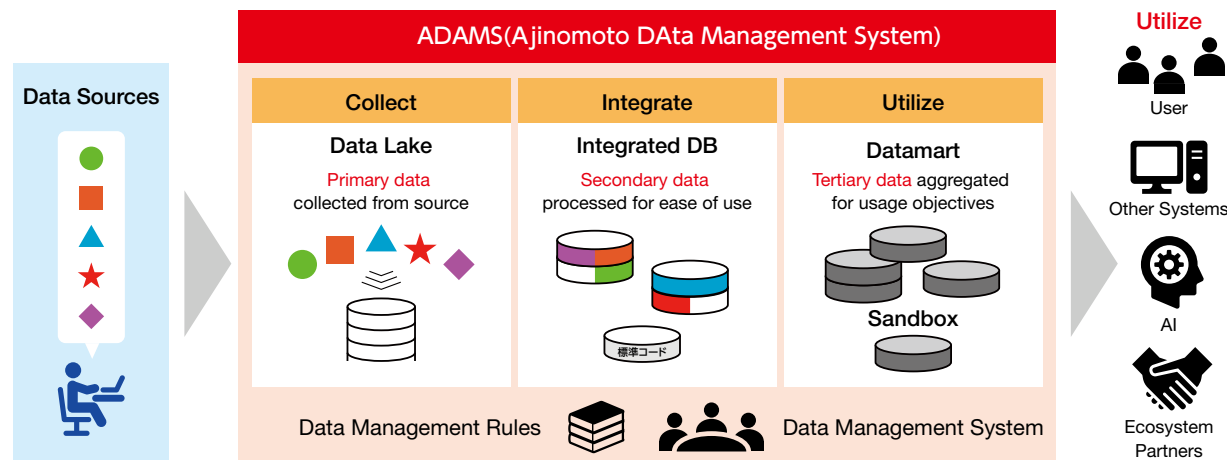 ADAMS(Ajinomoto DAta Management System)
Data Sources
Collect
Data Lake
Primary data
collected from source
Integrate
Integrated DB
Secondary data
processed for ease of use
標準コード
Utilize
Datamart
Tertiary data aggregated
for usage objectives
Sandbox
Data Management Rules
Data Management System
Utilize
User
Other Systems
AI
Ecosystem
Partners